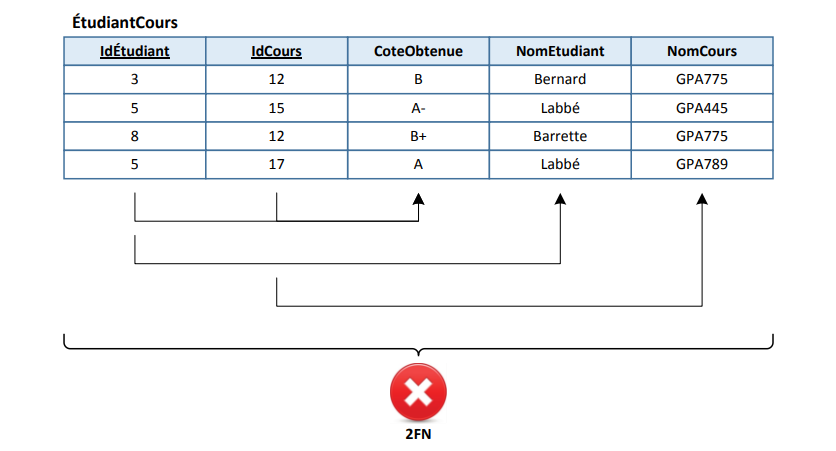 ÉtudiantCours
IdÉtudiant IdCours CoteObtenue NomEtudiant NomCours
3 12 B Bernard GPA775
5 15 A- Labbé GPA445
8 12 B+ Barrette GPA775
5 17 A Labbé GPA789
2FN